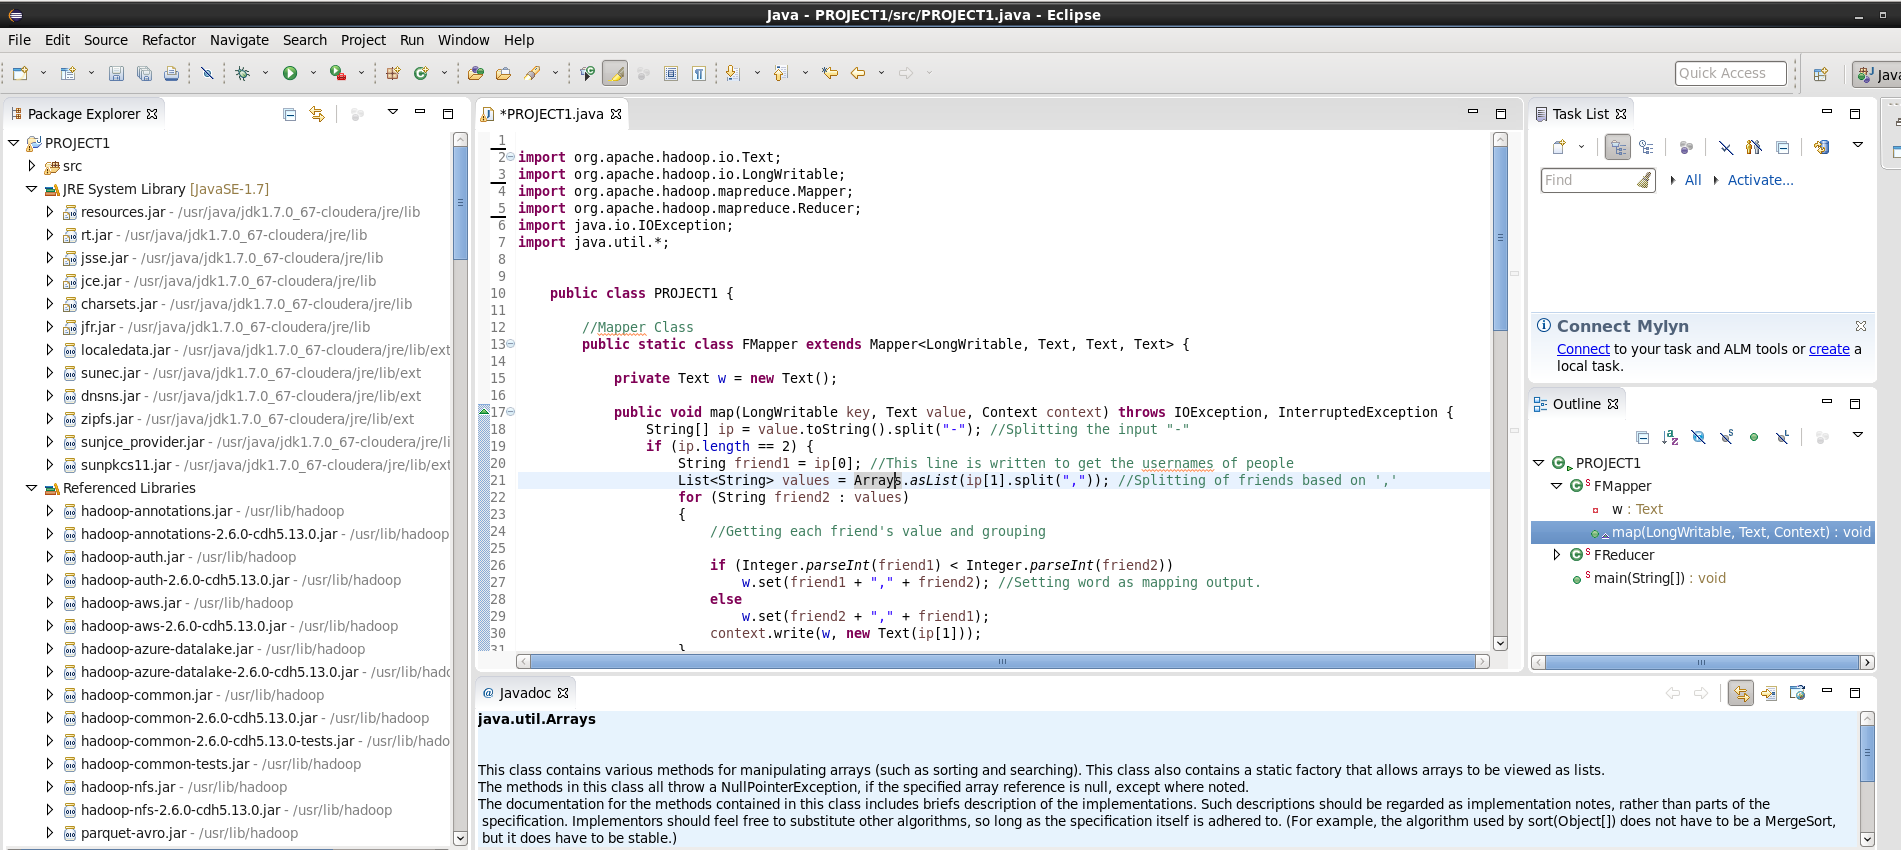 Java - PROJECT1/src/PROJECT1.java - Eclipse
File Edit Source Refactor Navigate Search Project Run Window Help
Quick Access
Java
Package Explorer
PROJECT1
src
JRE System Library [JavaSE-1.7]
resources.jar - /usr/java/jdk1.7.0_67-cloudera/jre/lib
rt.jar - /usr/java/jdk1.7.0_67-cloudera/jre/lib
jsse.jar - /usr/java/jdk1.7.0_67-cloudera/jre/lib
jce.jar - /usr/java/jdk1.7.0_67-cloudera/jre/lib
charsets.jar - /usr/java/jdk1.7.0_67-cloudera/jre/lib
jfr.jar - /usr/java/jdk1.7.0_67-cloudera/jre/lib
localedata.jar - /usr/java/jdk1.7.0_67-cloudera/jre/lib/ext
sunec.jar - /usr/java/jdk1.7.0_67-cloudera/jre/lib/ext
dnsns.jar - /usr/java/jdk1.7.0_67-cloudera/jre/lib/ext
zipfs.jar - /usr/java/jdk1.7.0_67-cloudera/jre/lib/ext
sunjce_provider.jar - /usr/java/jdk1.7.0_67-cloudera/jre/li
sunpkcs11.jar - /usr/java/jdk1.7.0_67-cloudera/jre/lib/ext
Referenced Libraries
hadoop-annotations.jar - /usr/lib/hadoop
hadoop-annotations-2.6.0-cdh5.13.0.jar - /usr/lib/hadoop
hadoop-auth.jar - /usr/lib/hadoop
hadoop-auth-2.6.0-cdh5.13.0.jar - /usr/lib/hadoop
hadoop-aws.jar - /usr/lib/hadoop
hadoop-aws-2.6.0-cdh5.13.0.jar - /usr/lib/hadoop
hadoop-azure-datalake.jar - /usr/lib/hadoop
hadoop-azure-datalake-2.6.0-cdh5.13.0.jar - /usr/lib/hadc
hadoop-common.jar - /usr/lib/hadoop
hadoop-common-2.6.0-cdh5.13.0.jar - /usr/lib/hadoop
hadoop-common-2.6.0-cdh5.13.0-tests.jar - /usr/lib/hado
hadoop-common-tests.jar - /usr/lib/hadoop
hadoop-nfs.jar - /usr/lib/hadoop
hadoop-nfs-2.6.0-cdh5.13.0.jar - /usr/lib/hadoop
parquet-avro.jar - /usr/lib/hadoop
*PROJECT1.java
1
2 import org.apache.hadoop.io.Text;
3 import org.apache.hadoop.io.LongWritable;
4 import org.apache.hadoop.mapreduce.Mapper;
5 import org.apache.hadoop.mapreduce.Reducer;
6 import java.io.IOException;
7 import java.util.*;
8
9
10 public class PROJECT1 {
11
12 //Mapper Class
13 public static class FMapper extends Mapper<LongWritable, Text, Text, Text> {
14
15 private Text w = new Text();
16
17 public void map(LongWritable key, Text value, Context context) throws IOException, InterruptedException {
18 String[] ip = value.toString().split("-"); //Splitting the input "-"
19 if (ip.length == 2) {
20 String friend1 = ip[0]; //This line is written to get the usernames of people
21 List<String> values = Arrays.asList(ip[1].split(",")); //Splitting of friends based on ','
22 for (String friend2 : values)
23 {
24 //Getting each friend's value and grouping
25
26 if (Integer.parseInt(friend1) < Integer.parseInt(friend2))
27 w.set(friend1 + "," + friend2); //Setting word as mapping output.
28 else
29 w.set(friend2 + "," + friend1);
30 context.write(w, new Text(ip[1]));
31 }
Javadoc
java.util.Arrays
This class contains various methods for manipulating arrays (such as sorting and searching). This class also contains a static factory that allows arrays to be viewed as lists.
The methods in this class all throw a NullPointerException, if the specified array reference is null, except where noted.
The documentation for the methods contained in this class includes briefs description of the implementations. Such descriptions should be regarded as implementation notes, rather than parts of the
specification. Implementors should feel free to substitute other algorithms, so long as the specification itself is adhered to. (For example, the algorithm used by sort(Object[]) does not have to be a MergeSort,
but it does have to be stable.)
Task List
Find
All
Activate...
Connect Mylyn
Connect to your task and ALM tools or create a
local task.
Outline
PROJECT1
FMapper
w : Text
map(LongWritable, Text, Context) : void
FReducer
main(String[]) : void